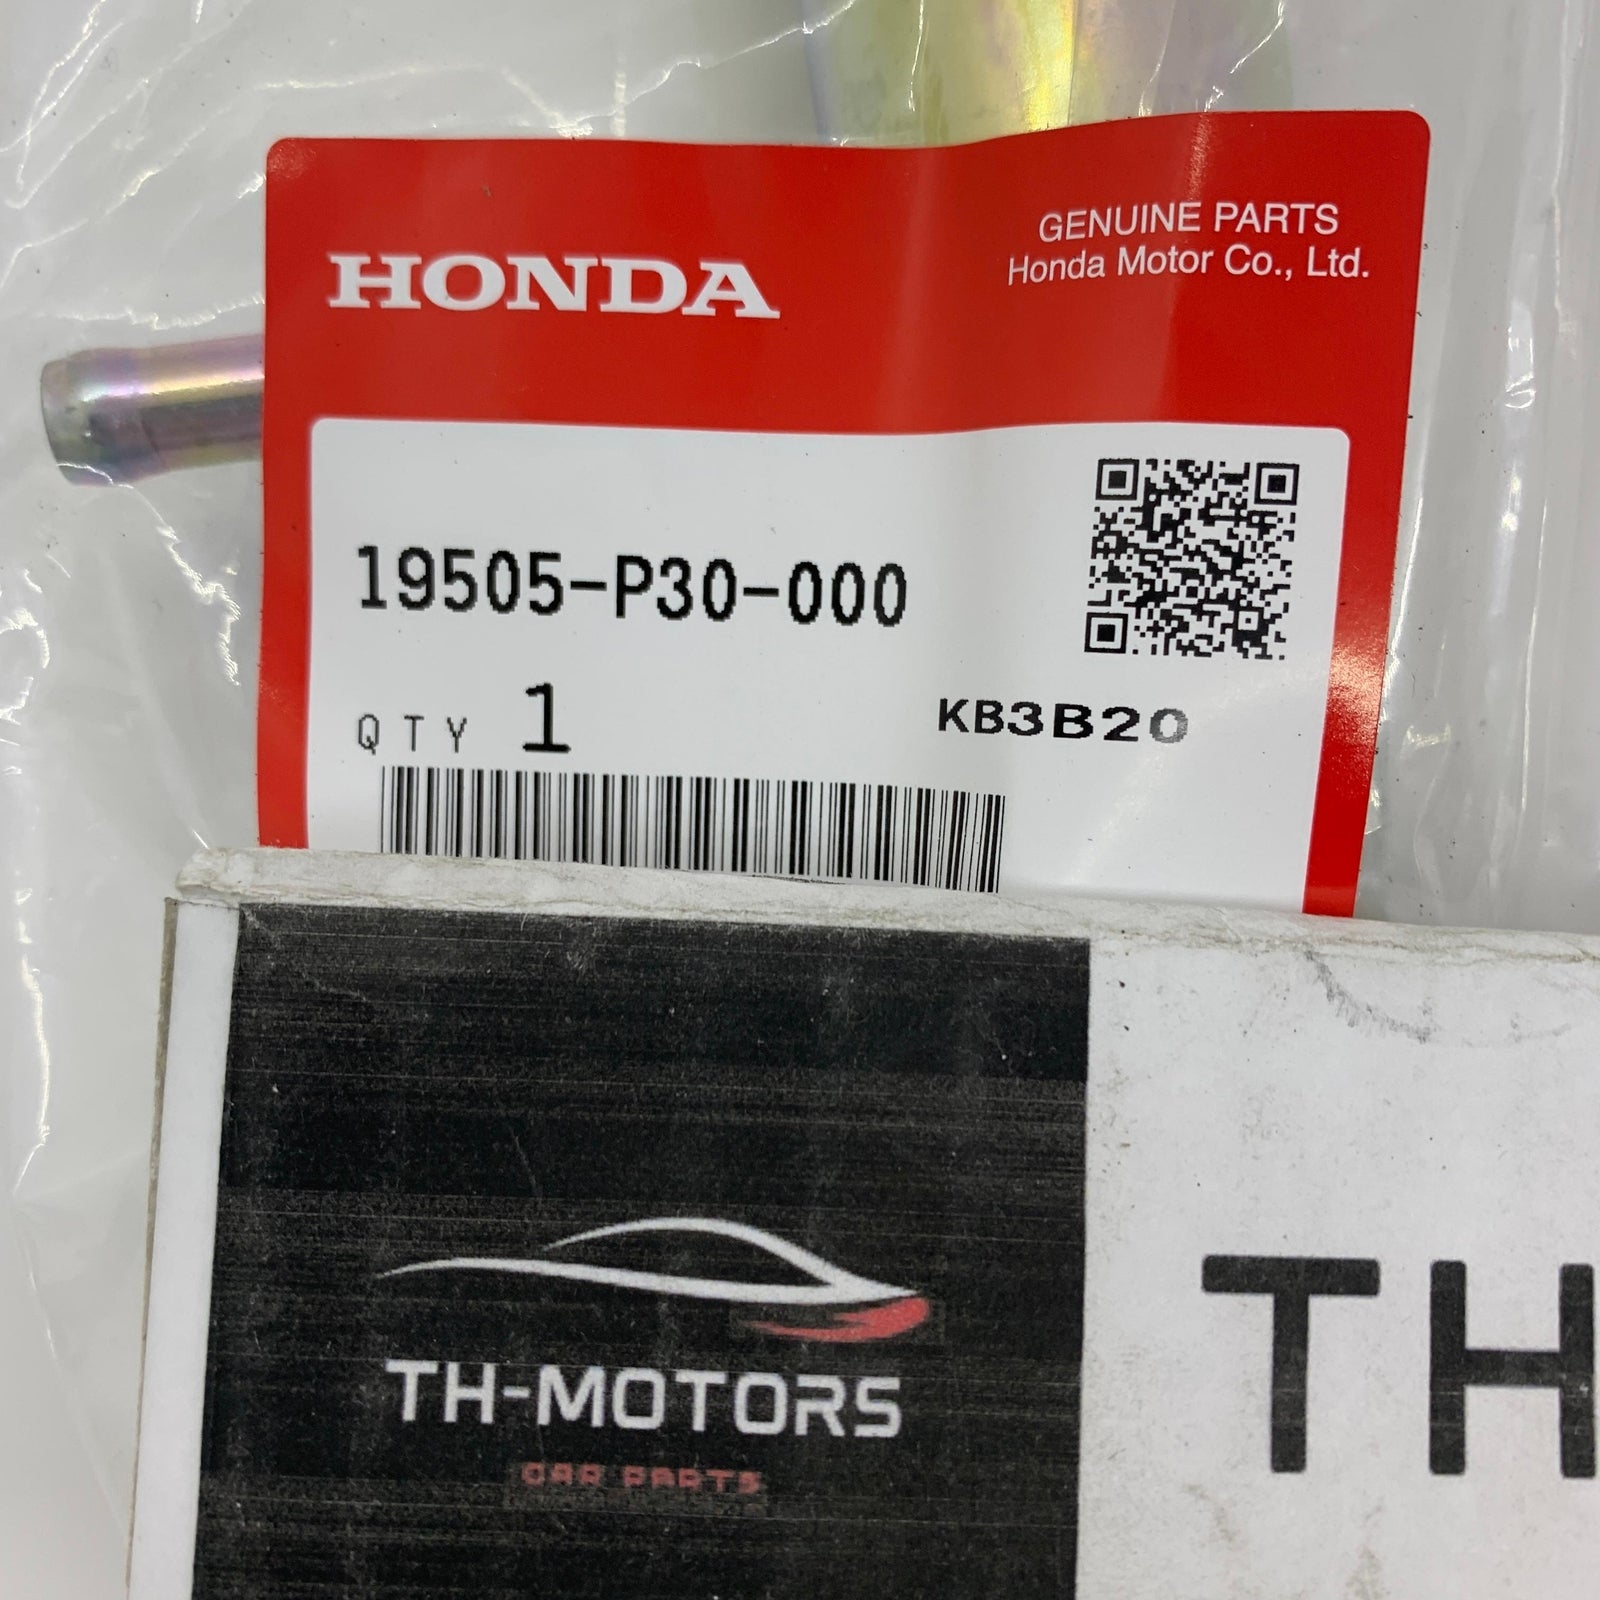 HONDA
GENUINE PARTS
Honda Motor Co., Ltd.
19505-P30-000
QTY 1
KB3B20
TH-MOTORS
CAR PARTS
TH